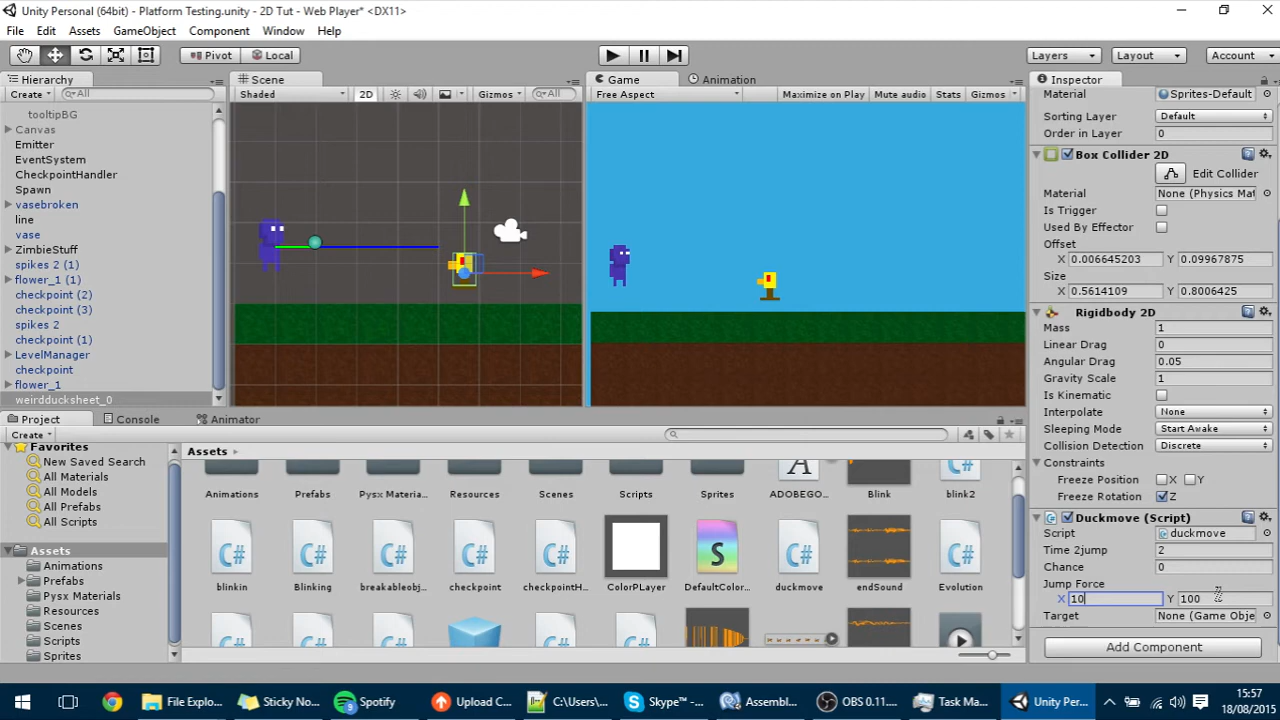 Unity Personal (64bit) - Platform Testing.unity - 2D Tut - Web Player* <DX11>
File Edit Assets GameObject Component Window Help
Pivot Local Layers Layout Account
Hierarchy
Create All
tooltipBG
Canvas
Emitter
EventSystem
CheckpointHandler
Spawn
vasebroken
line
vase
ZimbieStuff
spikes 2 (1)
flower_1 (1)
checkpoint (2)
checkpoint (3)
spikes 2
checkpoint (1)
LevelManager
checkpoint
flower_1
weirdducksheet_0
Scene
Shaded 2D Gizmos All
Game Animation
Free Aspect Maximize on Play Mute audio Stats Gizmos
Inspector
Material Sprites-Default
Sorting Layer Default
Order in Layer 0
Box Collider 2D
Edit Collider
Material None (Physics Mat
Is Trigger
Used By Effector
Offset
X 0.006645203 Y 0.09967875
Size
X 0.5614109 Y 0.8006425
Rigidbody 2D
Mass 1
Linear Drag 0
Angular Drag 0.05
Gravity Scale 1
Is Kinematic
Interpolate None
Sleeping Mode Start Awake
Collision Detection Discrete
Constraints
Freeze Position X Y
Freeze Rotation Z
Duckmove (Script)
Script duckmove
Time 2jump 2
Chance 0
Jump Force
X 10 Y 100
Target None (Game Obje
Add Component
Project Console Animator
Create
Favorites
New Saved Search
All Materials
All Models
All Prefabs
All Scripts
Assets
Animations
Prefabs
Pysx Materials
Resources
Scenes
Scripts
Sprites
Assets
Animations Prefabs Pysx Materia... Resources Scenes Scripts Sprites ADOBEGO... Blink blink2
blinkin Blinking breakableobj... checkpoint checkpointH... ColorPLayer DefaultColor... duckmove endSound Evolution
File Explo... Sticky No... Spotify Upload C... C:\Users\... Skype™ -... Assembl... OBS 0.11.... Task Ma... Unity Per...
15:57
18/08/2015